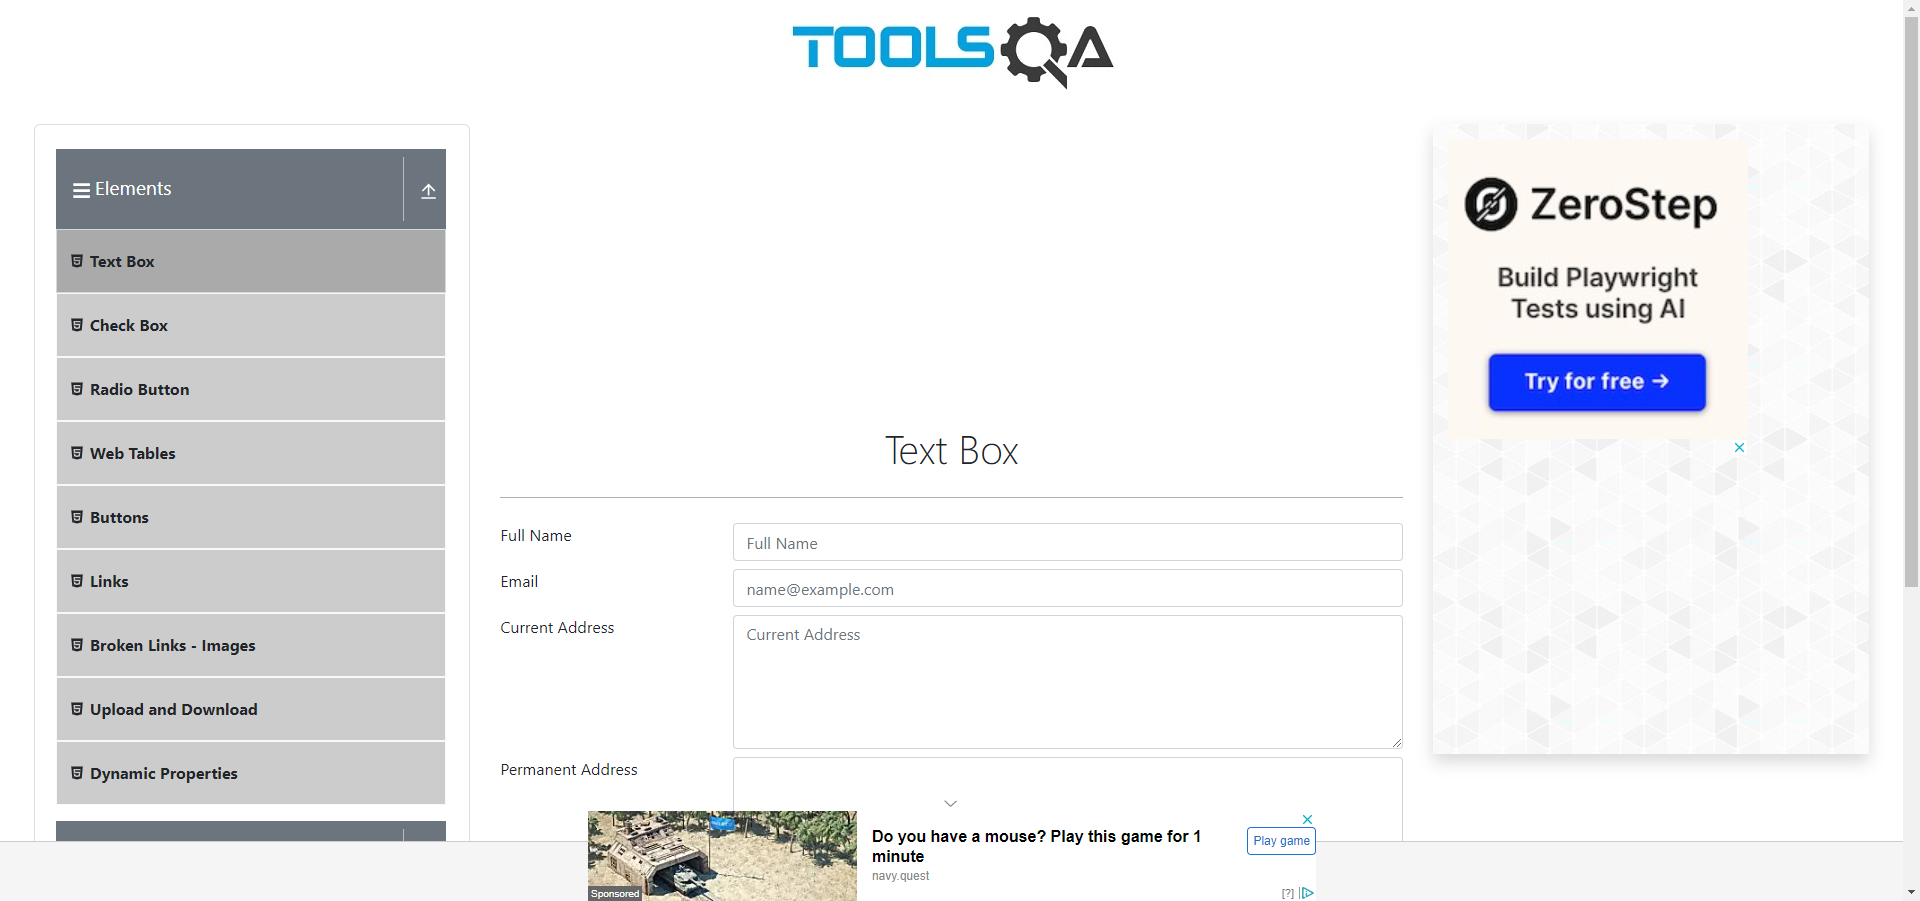 TOOLSQA
Elements
Text Box
Check Box
Radio Button
Web Tables
Buttons
Links
Broken Links - Images
Upload and Download
Dynamic Properties
Text Box
Full Name
Full Name
Email
name@example.com
Current Address
Current Address
Permanent Address
ZeroStep
Build Playwright
Tests using AI
Try for free →
Sponsored
Do you have a mouse? Play this game for 1
minute
navy.quest
Play game
[?]